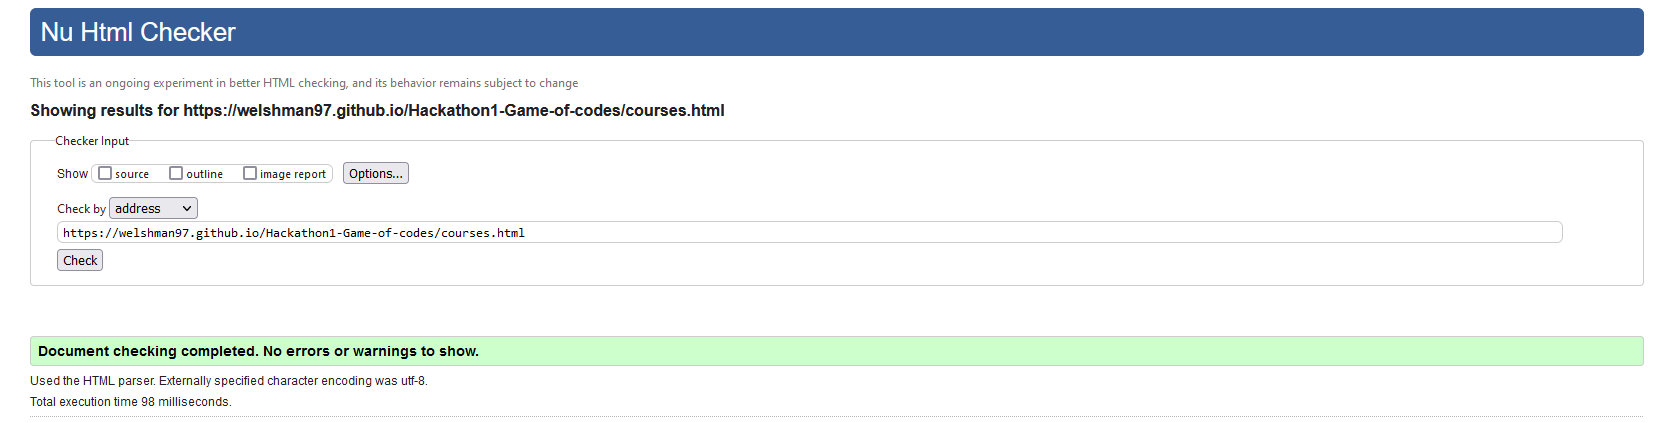 Nu Html Checker
This tool is an ongoing experiment in better HTML checking, and its behavior remains subject to change
Showing results for https://welshman97.github.io/Hackathon1-Game-of-codes/courses.html
Checker Input
Show source outline image report Options...
Check by address
https://welshman97.github.io/Hackathon1-Game-of-codes/courses.html
Check
Document checking completed. No errors or warnings to show.
Used the HTML parser. Externally specified character encoding was utf-8.
Total execution time 98 milliseconds.